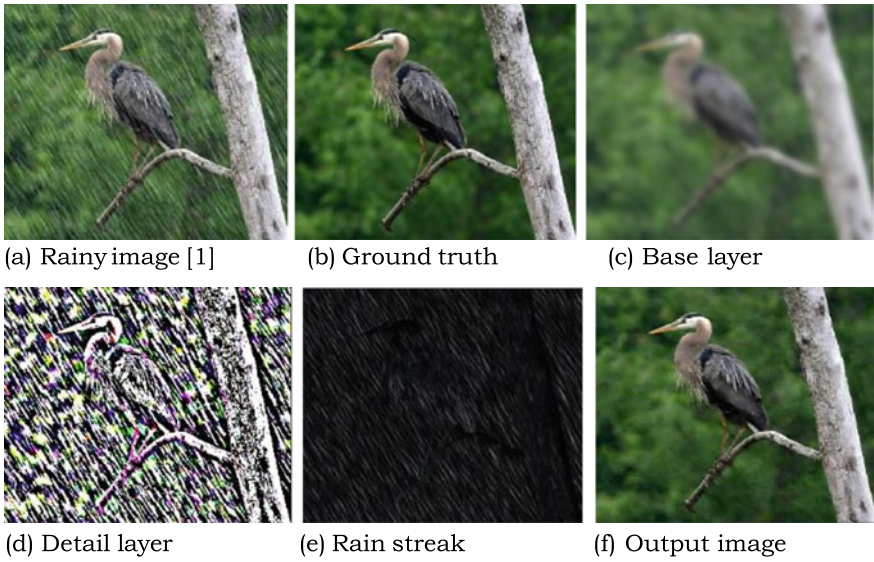 (a) Rainy image [1]
(b) Ground truth
(c) Base layer
(d) Detail layer
(e) Rain streak
(f) Output image